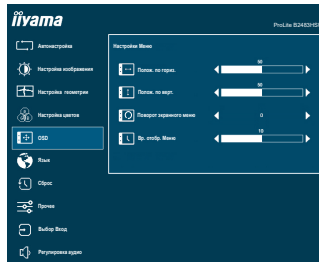 iiyama
ProLite B2483HS
Автонастройка
Настройки Меню
Настройка изображения
Полож. по гориз.
50
Настройка геометрии
Полож. по верт.
50
Настройка цветов
Поворот экранного меню
0
OSD
Вр. отобр. Меню
10
Язык
Сброс
Прочее
Выбор Вход
Регулировка аудио